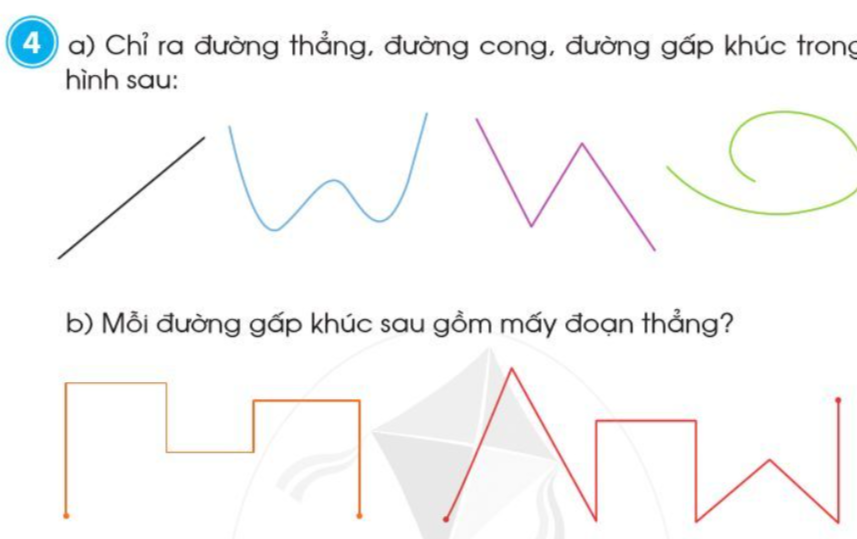 4 a) Chỉ ra đường thẳng, đường cong, đường gấp khúc trong
hình sau:
b) Mỗi đường gấp khúc sau gồm mấy đoạn thẳng?